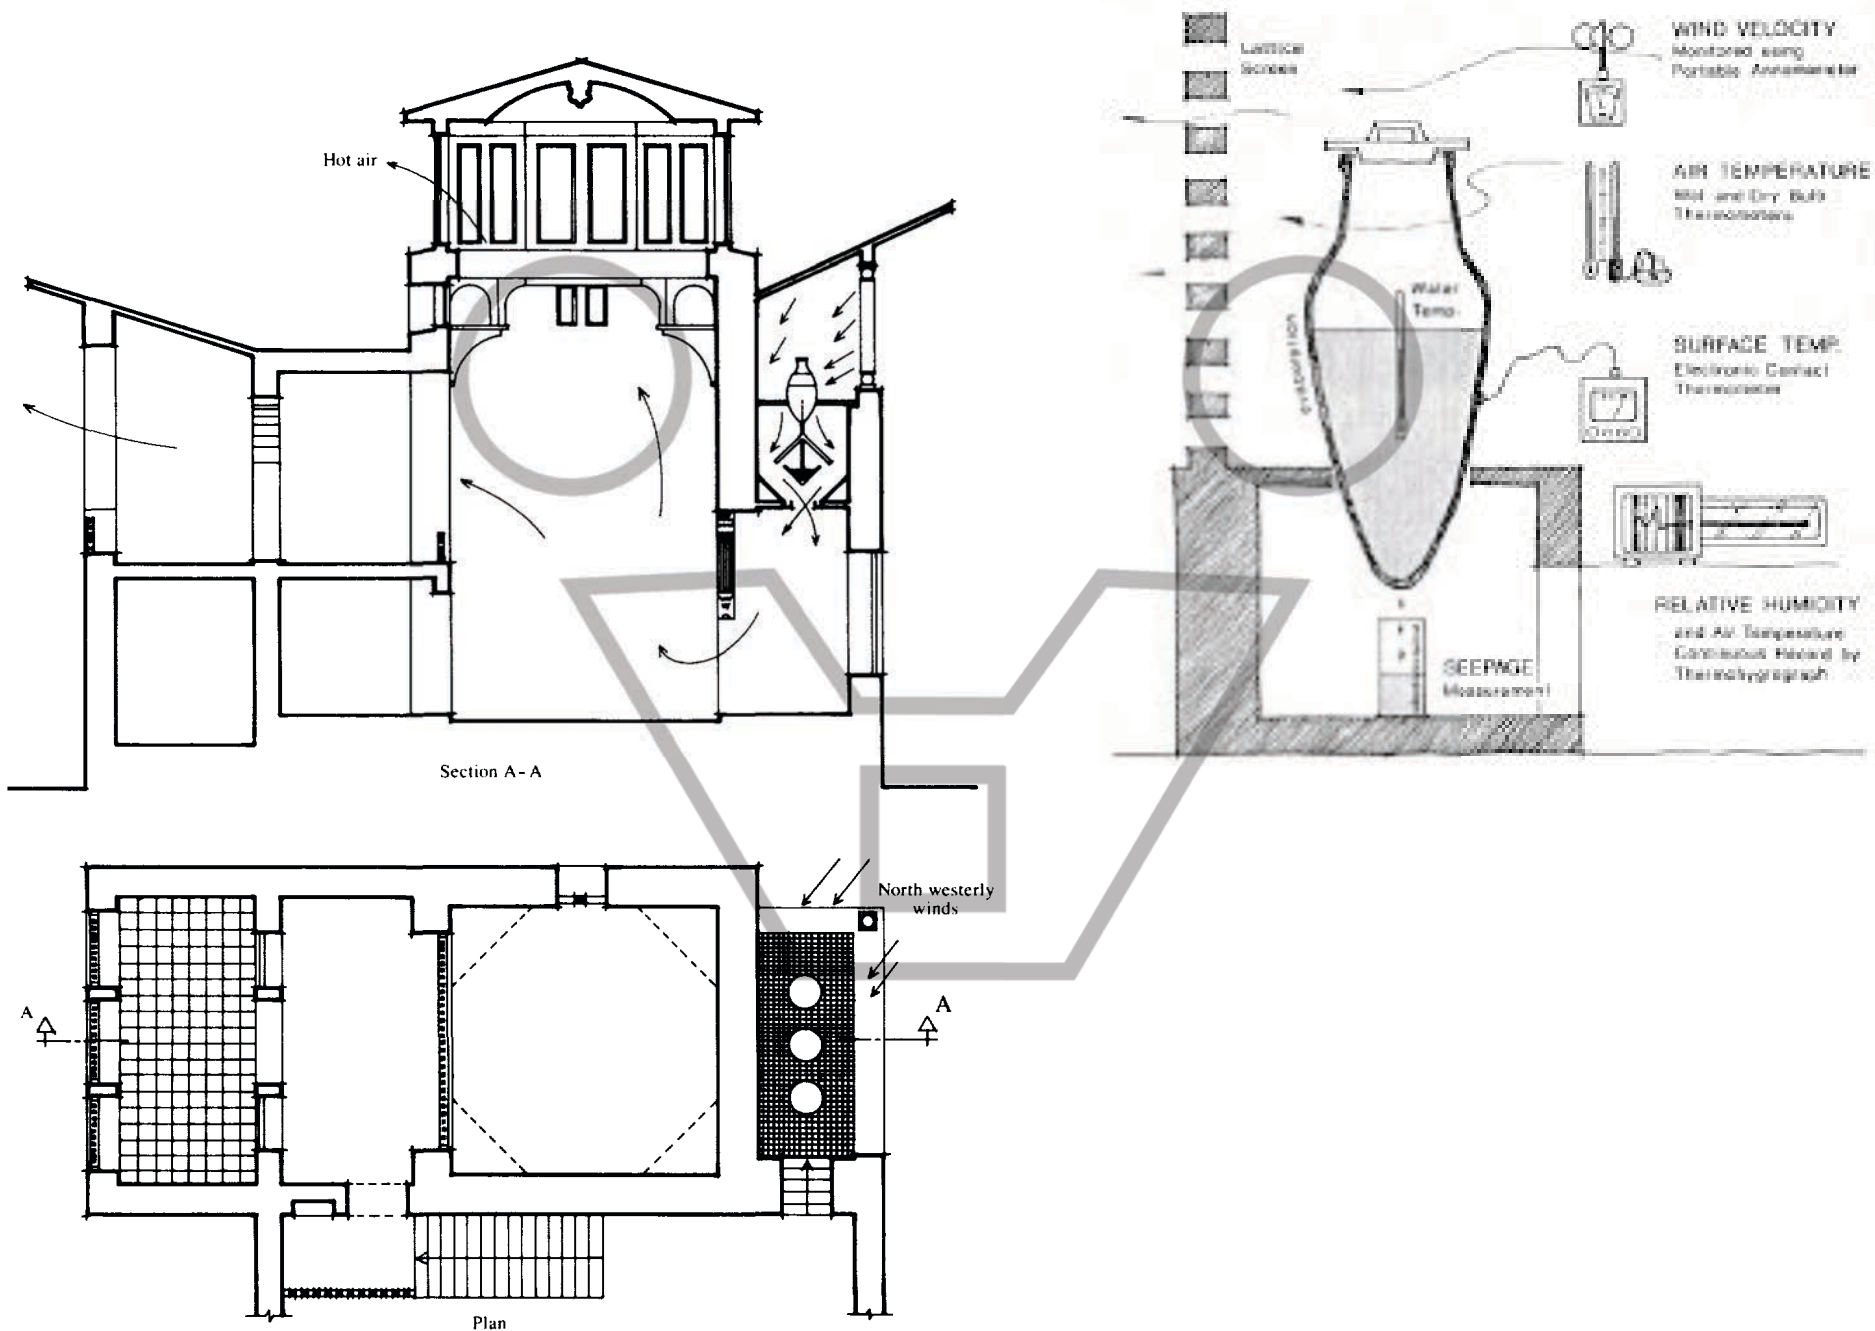 Hot air
Section A - A
North westerly
winds
A
A
Plan
Lattice
Screen
WIND VELOCITY
Monitored using
Portable Annemometer
AIR TEMPERATURE
Wet and Dry Bulb
Thermometers
Water
Temp.
evaporation
SURFACE TEMP.
Electronic Contact
Thermometer
RELATIVE HUMIDITY
and Air Temperature
Continuous Record by
Thermohygrograph
SEEPAGE
Measurement